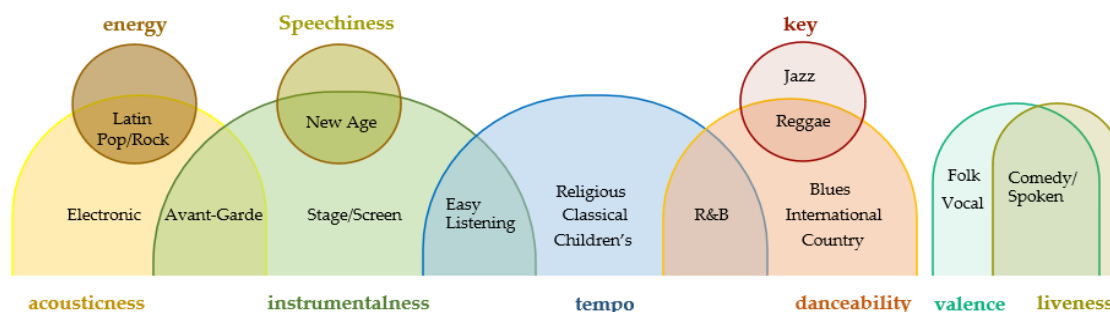 energy
Speechiness
key
Latin
Pop/Rock
New Age
Jazz
Reggae
Electronic
Avant-Garde
Stage/Screen
Easy
Listening
Religious
Classical
Children's
R&B
Blues
International
Country
Folk
Vocal
Comedy/
Spoken
acousticness
instrumentalness
tempo
danceability
valence
liveness